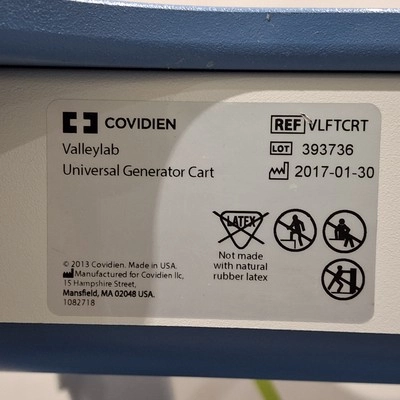 COVIDIEN
Valleylab
Universal Generator Cart
REF VLFTCRT
LOT 393736
2017-01-30
LATEX
Not made
with natural
rubber latex
© 2013 Covidien. Made in USA.
Manufactured for Covidien llc,
15 Hampshire Street,
Mansfield, MA 02048 USA.
1082718